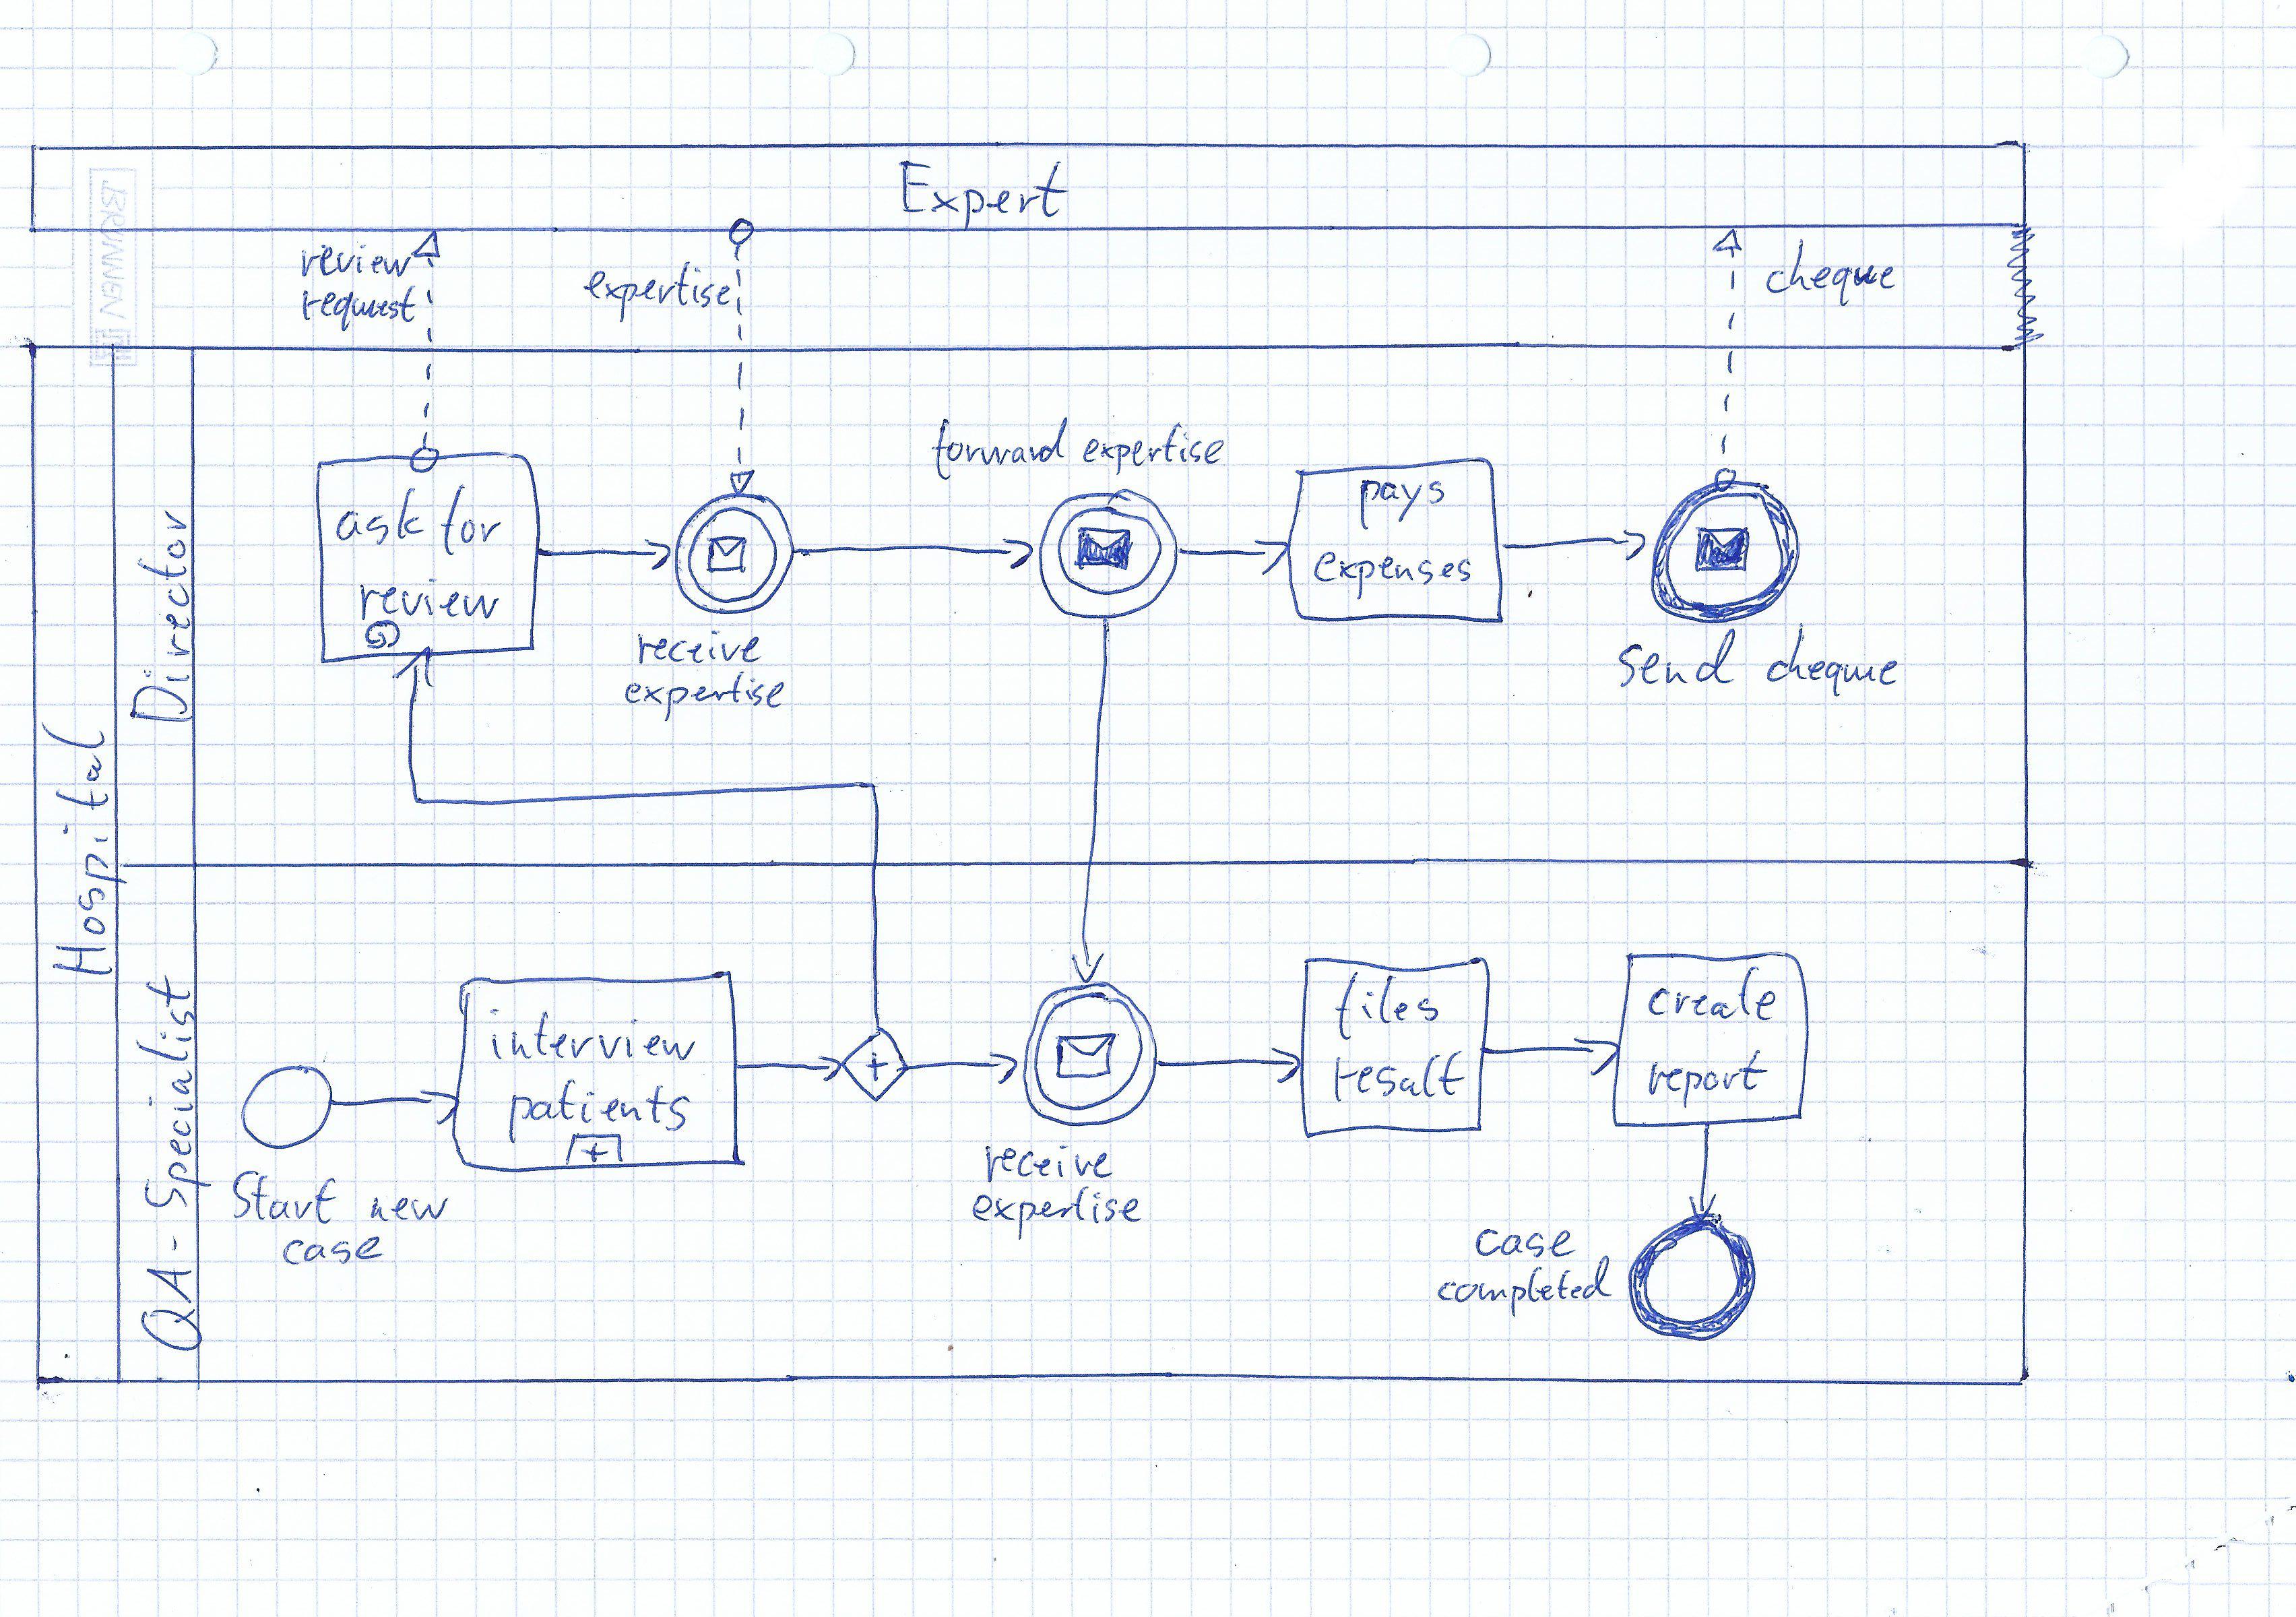 Expert
BRUNNEN
review
request
expertise
cheque
Hospital
Director
QA-Specialist
forward expertise
ask for
review
pays
expenses
receive
expertise
Send cheque
interview
patients
files
resalt
create
report
Start new
case
receive
expertise
case
completed